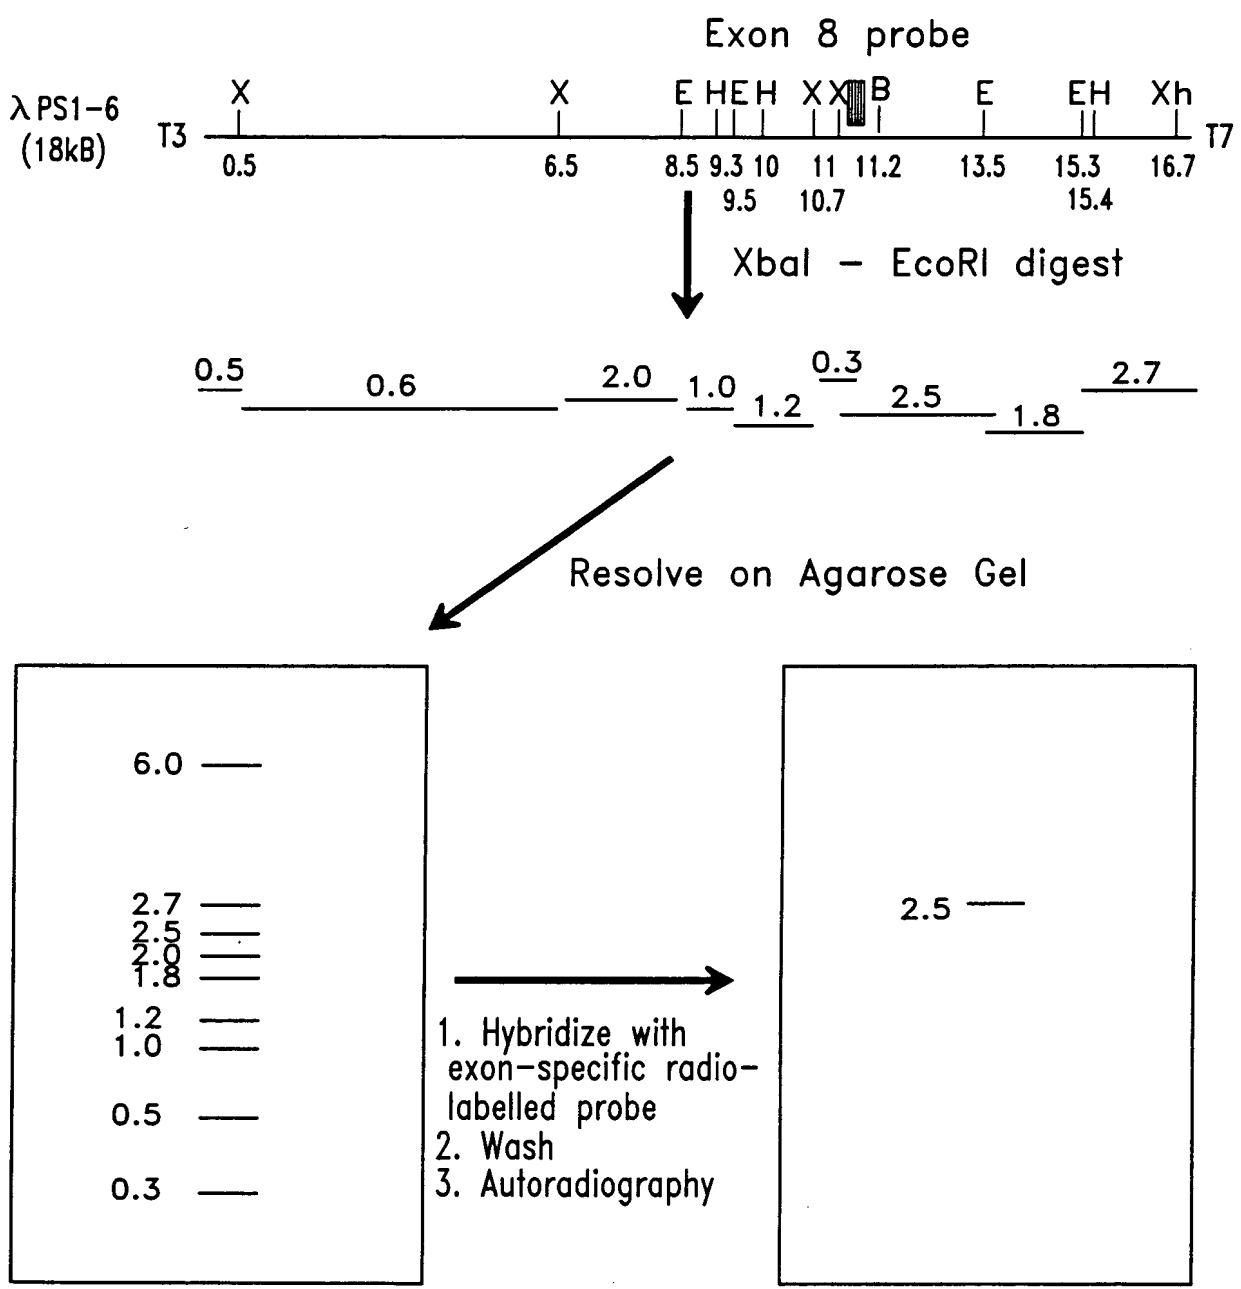 Exon 8 probe
X X E H E H X X B E E H Xh
λ PS1-6
(18kB)
T3 T7
0.5 6.5 8.5 9.3 10 11 11.2 13.5 15.3 16.7
9.5 10.7 15.4
XbaI - EcoRI digest
0.5 0.6 2.0 1.0 1.2 0.3 2.5 1.8 2.7
Resolve on Agarose Gel
6.0
2.7
2.5
2.0
1.8
1.2
1.0
0.5
0.3
1. Hybridize with
exon-specific radio-
labelled probe
2. Wash
3. Autoradiography
2.5